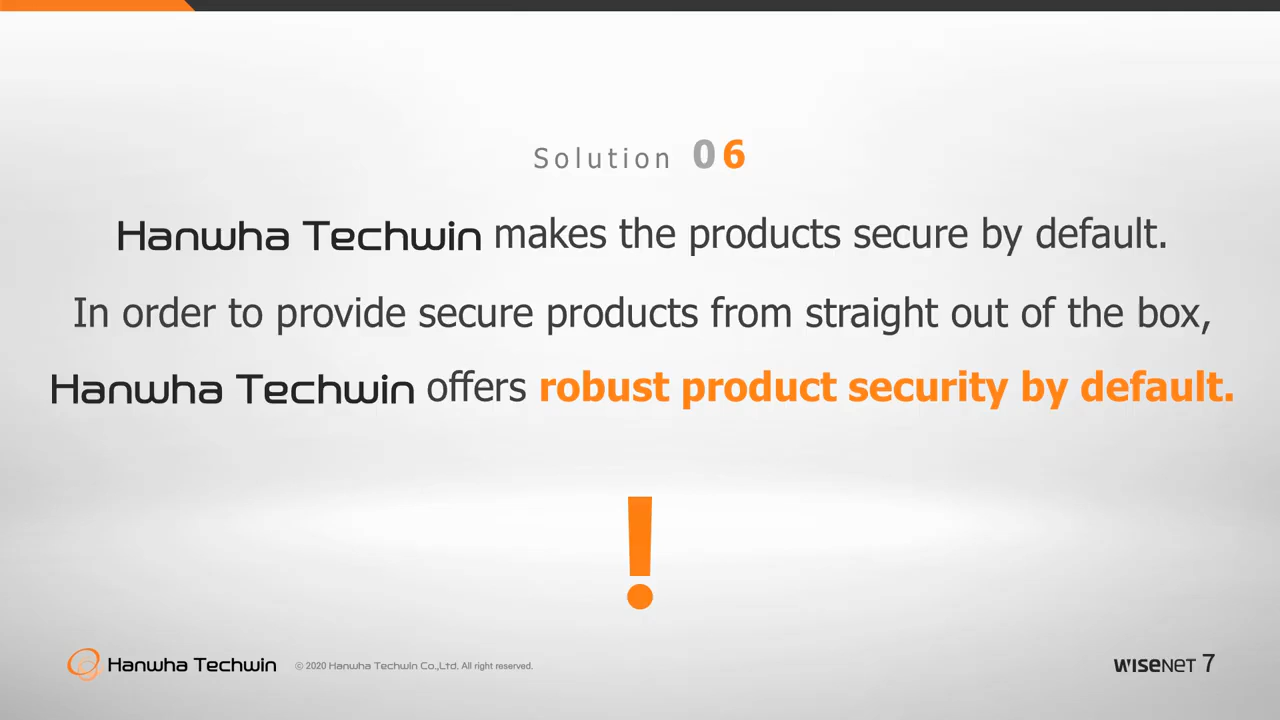 Solution 06
Hanwha Techwin makes the products secure by default.
In order to provide secure products from straight out of the box,
Hanwha Techwin offers robust product security by default.
!
Hanwha Techwin © 2020 Hanwha Techwin Co.,Ltd. All right reserved. WISENET 7